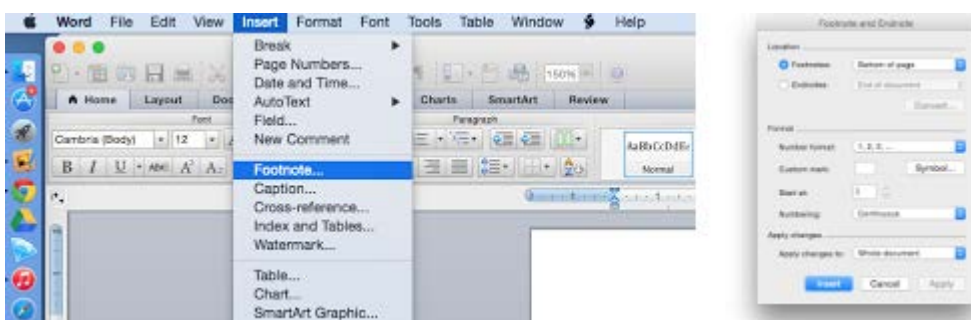 Word File Edit View Insert Format Font Tools Table Window Help
Break
Page Numbers...
Date and Time...
AutoText
Field...
New Comment
Footnote...
Caption...
Cross-reference...
Index and Tables...
Watermark...
Table...
Chart...
SmartArt Graphic...
150%
Home Layout Doc Charts SmartArt Review
Font Paragraph
Cambria (Body) 12
B I U ABC A A
AaBbCcDdEe
Normal
Footnote and Endnote
Location
Footnotes: Bottom of page
Endnotes: End of document
Convert...
Format
Number format: 1, 2, 3, ...
Custom mark: Symbol...
Start at: 1
Numbering: Continuous
Apply changes
Apply changes to: Whole document
Insert Cancel Apply